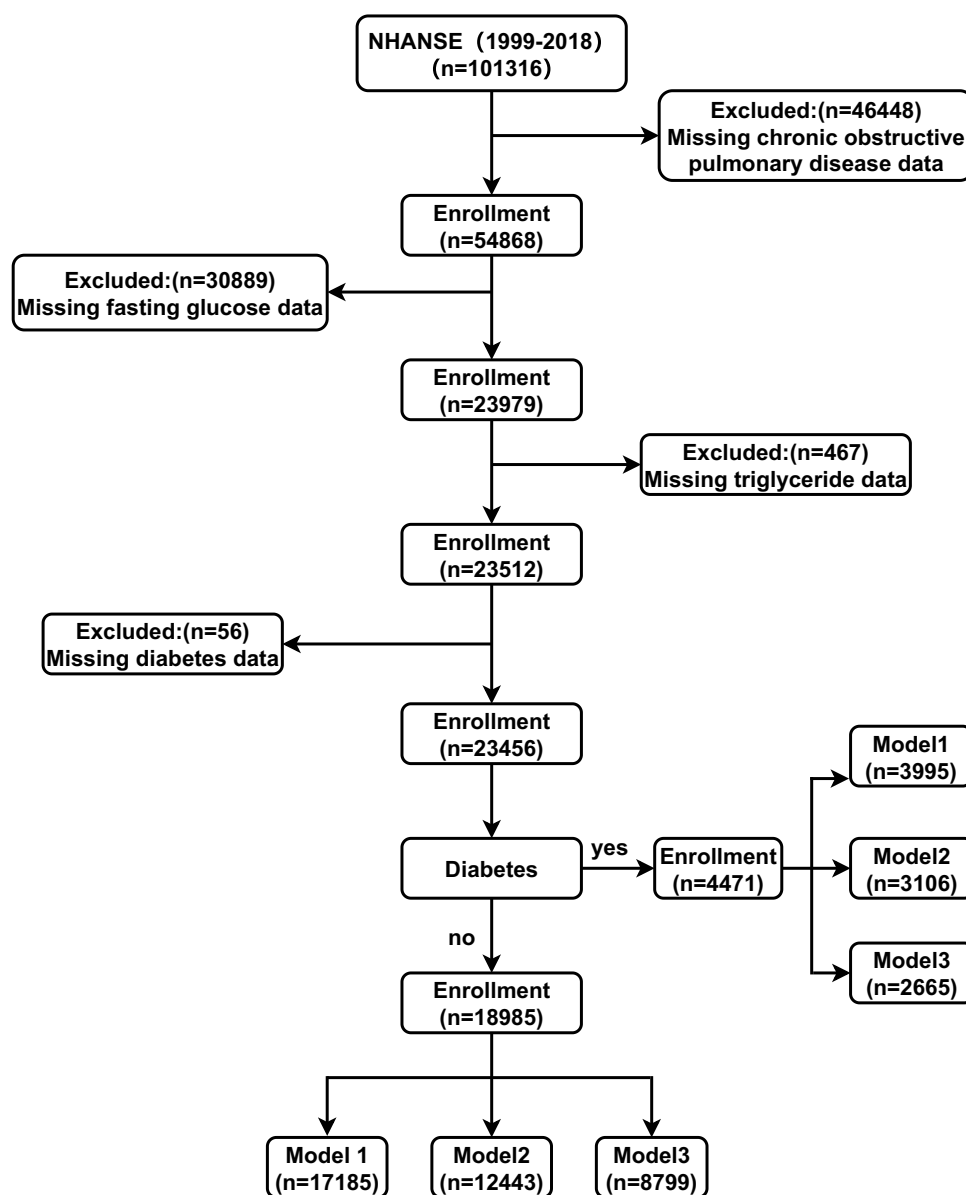 NHANSE（1999-2018）
（n=101316）
Excluded:(n=46448)
Missing chronic obstructive
pulmonary disease data
Enrollment
(n=54868)
Excluded:(n=30889)
Missing fasting glucose data
Enrollment
(n=23979)
Excluded:(n=467)
Missing triglyceride data
Enrollment
(n=23512)
Excluded:(n=56)
Missing diabetes data
Enrollment
(n=23456)
Diabetes
yes
Enrollment
(n=4471)
Model1
(n=3995)
Model2
(n=3106)
Model3
(n=2665)
no
Enrollment
(n=18985)
Model 1
(n=17185)
Model2
(n=12443)
Model3
(n=8799)